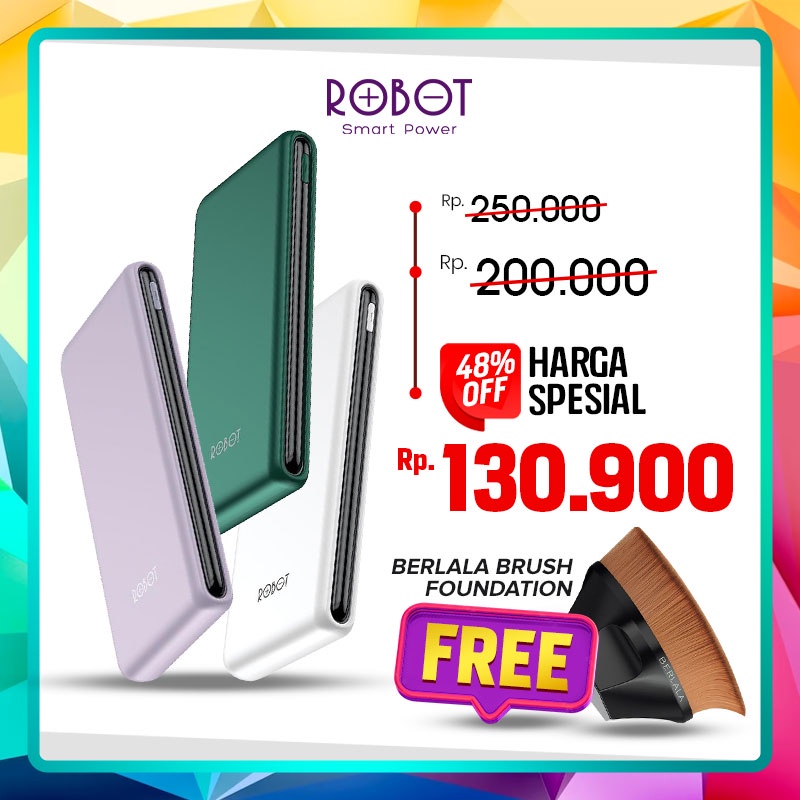 ROBOT
Smart Power
Rp. 250.000
Rp. 200.000
48% OFF
HARGA SPESIAL
Rp. 130.900
BERLALA BRUSH
FOUNDATION
FREE
BERLALA
ROBOT
ROBOT
ROBOT